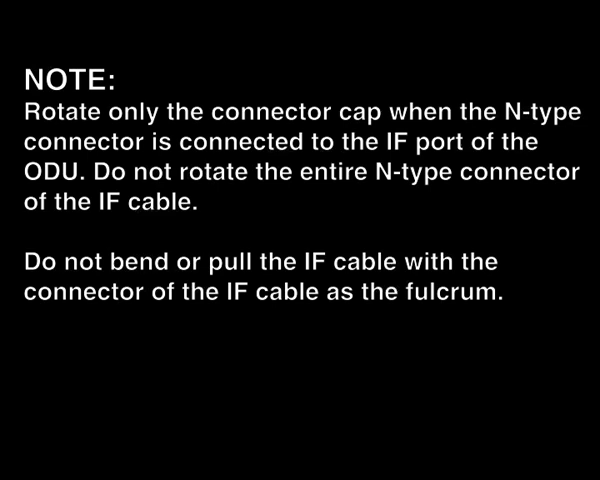 NOTE:
Rotate only the connector cap when the N-type
connector is connected to the IF port of the
ODU. Do not rotate the entire N-type connector
of the IF cable.
Do not bend or pull the IF cable with the
connector of the IF cable as the fulcrum.